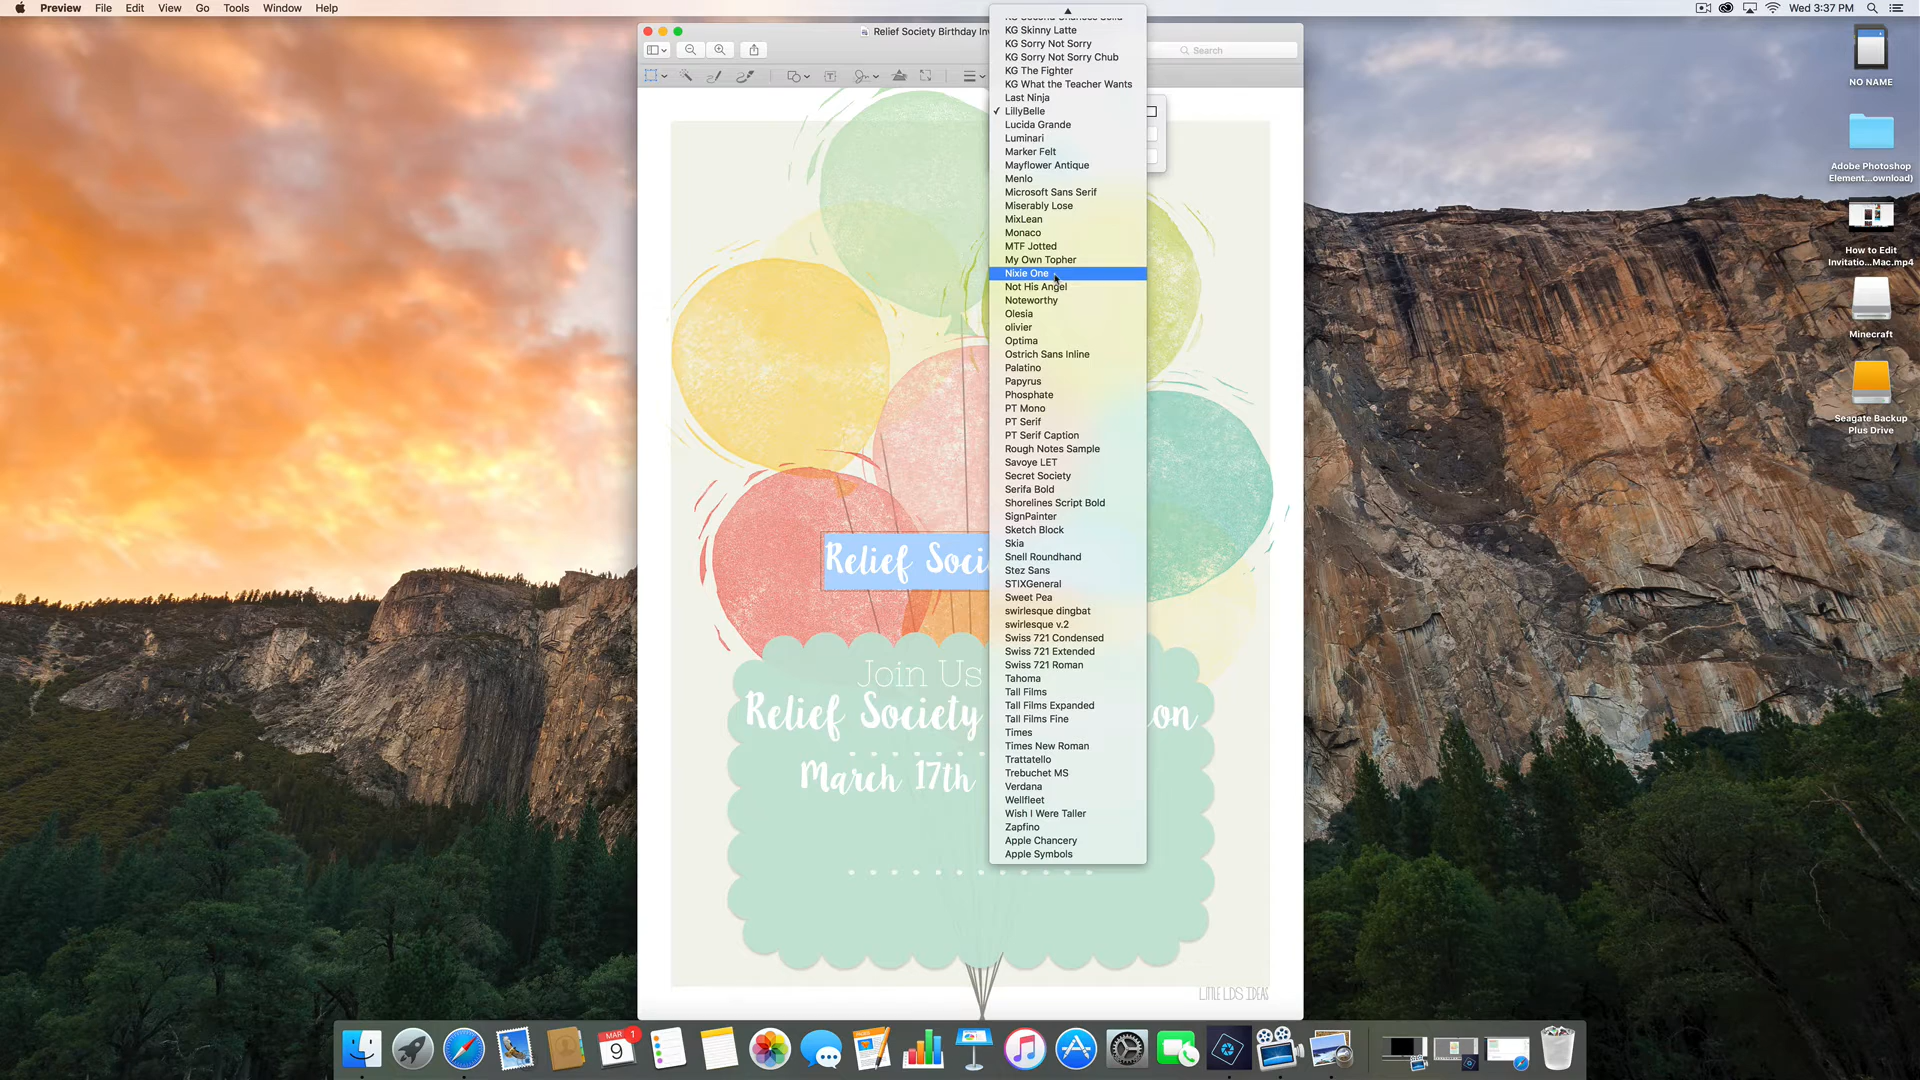 Preview File Edit View Go Tools Window Help
Wed 3:37 PM
Relief Society Birthday In
Search
KG Skinny Latte
KG Sorry Not Sorry
KG Sorry Not Sorry Chub
KG The Fighter
KG What the Teacher Wants
Last Ninja
✓ LillyBelle
Lucida Grande
Luminari
Marker Felt
Mayflower Antique
Menlo
Microsoft Sans Serif
Miserably Lose
MixLean
Monaco
MTF Jotted
My Own Topher
Nixie One
Not His Angel
Noteworthy
Olesia
olivier
Optima
Ostrich Sans Inline
Palatino
Papyrus
Phosphate
PT Mono
PT Serif
PT Serif Caption
Rough Notes Sample
Savoye LET
Secret Society
Serifa Bold
Shorelines Script Bold
SignPainter
Sketch Block
Skia
Snell Roundhand
Stez Sans
STIXGeneral
Sweet Pea
swirlesque dingbat
swirlesque v.2
Swiss 721 Condensed
Swiss 721 Extended
Swiss 721 Roman
Tahoma
Tall Films
Tall Films Expanded
Tall Films Fine
Times
Times New Roman
Trattatello
Trebuchet MS
Verdana
Wellfleet
Wish I Were Taller
Zapfino
Apple Chancery
Apple Symbols
Relief Soci
Join Us
Relief Society on
March 17th
LITTLE LDS IDEAS
NO NAME
Adobe Photoshop
Element...ownload)
How to Edit
Invitatio...Mac.mp4
Minecraft
Seagate Backup
Plus Drive
MAR 1
9
PAGES